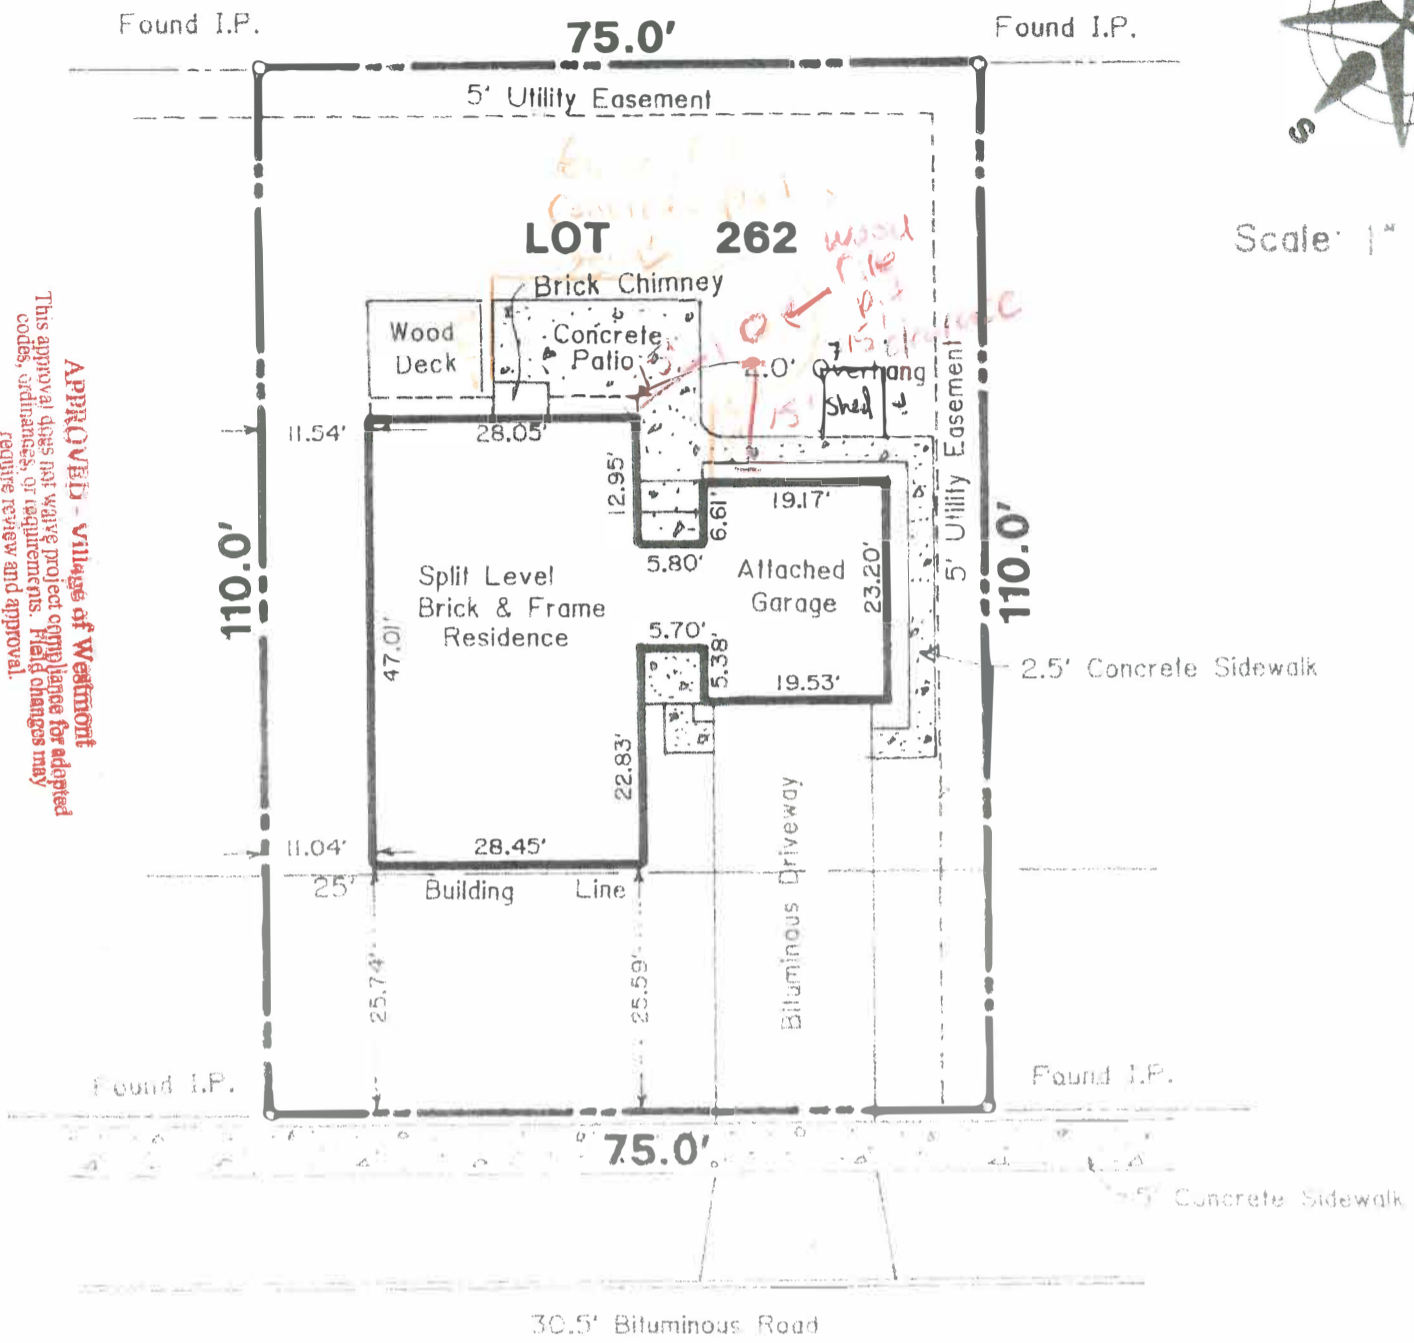 Found I.P.
75.0'
Found I.P.
5' Utility Easement
S
LOT 262
Scale 1"
wood
Brick Chimney
Wood
Deck
Concrete
Patio
15'
clearance
Overhang
shed
15'
11.54'
28.05'
12.95'
6.61'
19.17'
5' Utility Easement
110.0'
110.0'
5.80'
Split Level
Brick & Frame
Residence
Attached
Garage
23.20'
47.01'
5.70'
5.38'
19.53'
2.5' Concrete Sidewalk
22.83'
11.04'
28.45'
25'
Building Line
Bituminous Driveway
25.74'
25.59'
Found I.P.
Found I.P.
75.0'
5' Concrete Sidewalk
30.5' Bituminous Road
APPROVED - Village of Westmont
This approval does not waive project compliance for adopted
codes, ordinances, or requirements. Field changes may
require review and approval.